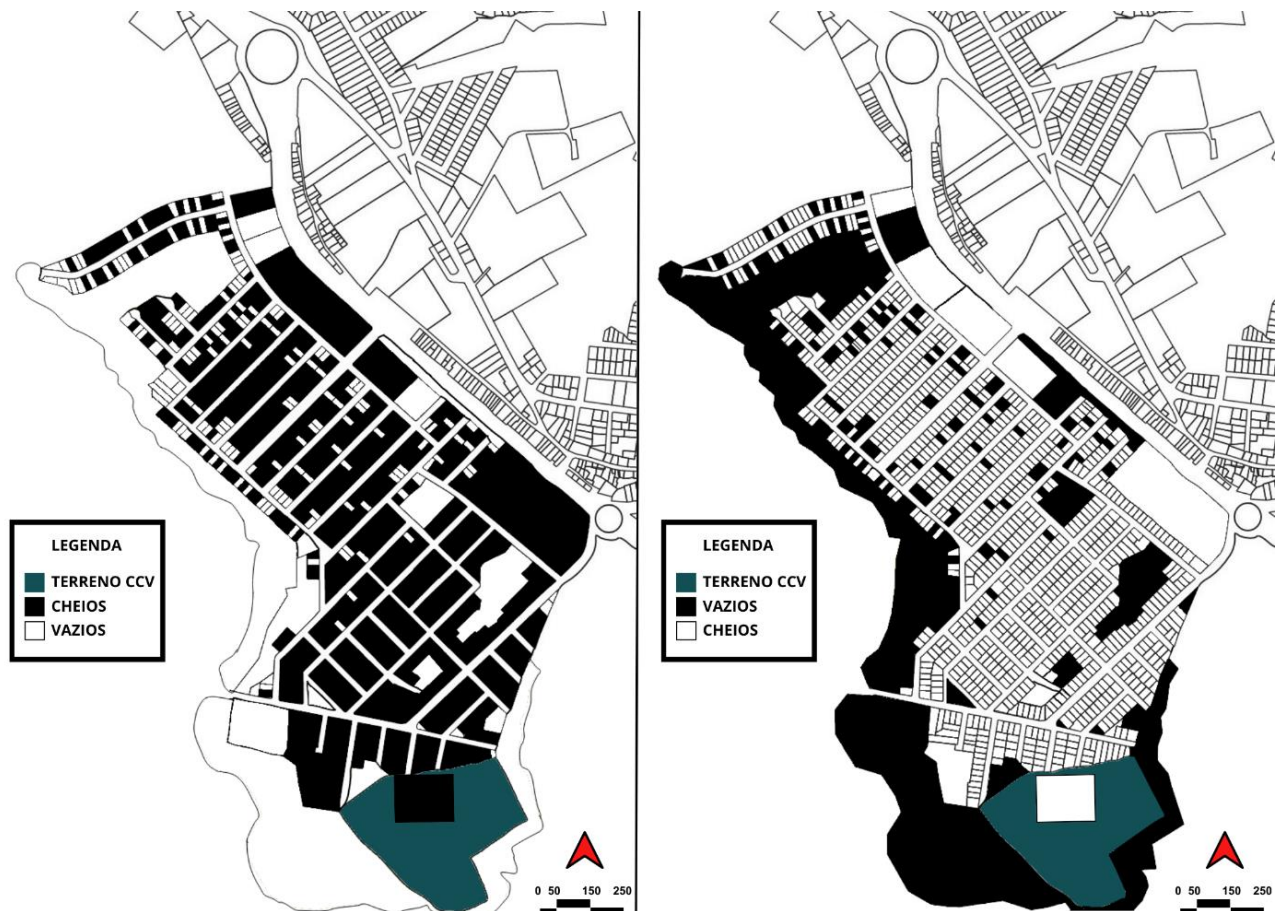 LEGENDA
TERRENO CCV
CHEIOS
VAZIOS
0 50 150 250
LEGENDA
TERRENO CCV
VAZIOS
CHEIOS
0 50 150 250